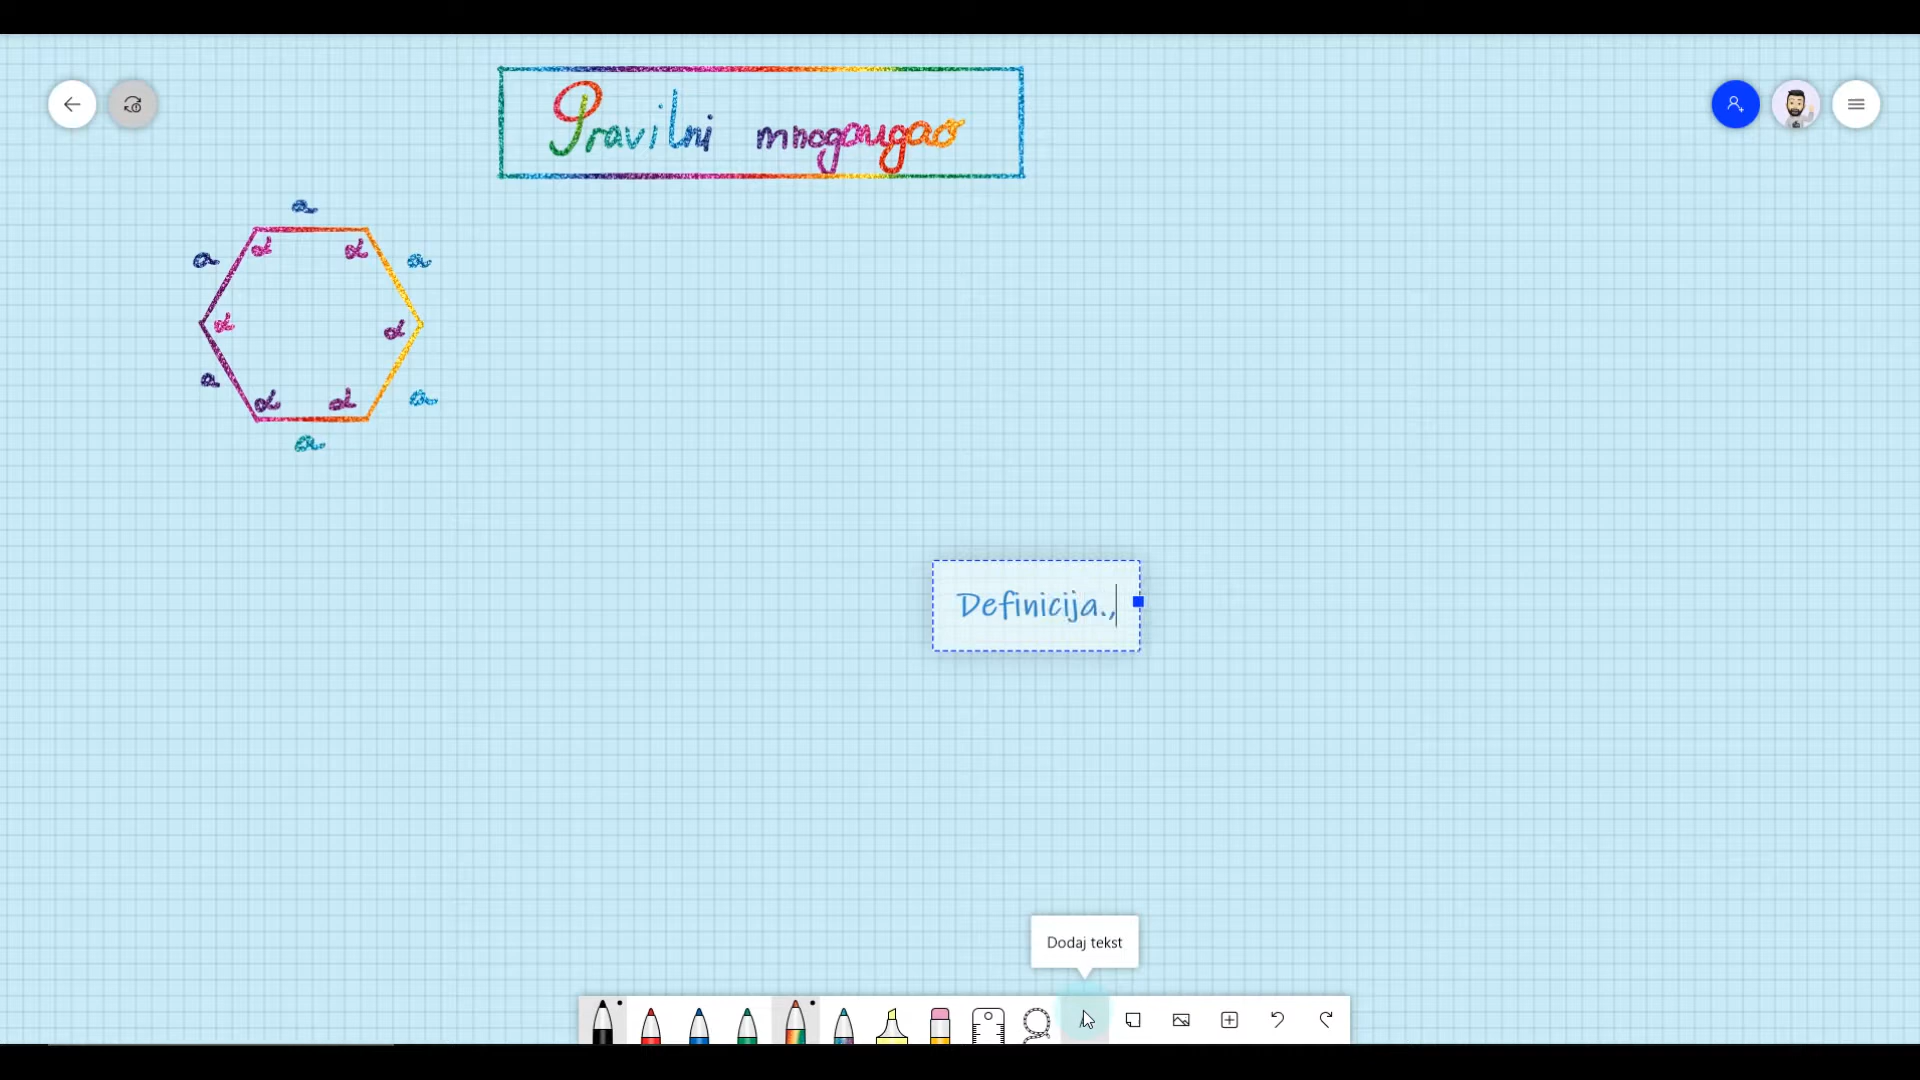 Pravilni mnogougao
a
a
α
α
a
α
α
a
α
α
a
a
Definicija.,
Dodaj tekst